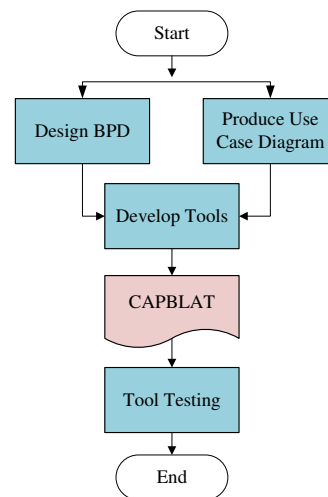 Start
Design BPD
Produce Use
Case Diagram
Develop Tools
CAPBLAT
Tool Testing
End